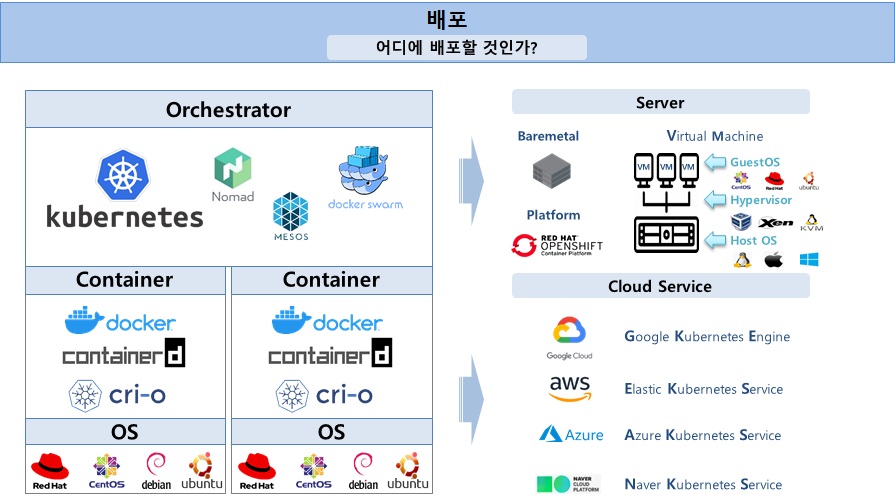 배포
어디에 배포할 것인가?
Orchestrator
kubernetes
Nomad
MESOS
docker swarm
Container
docker
containerd
cri-o
OS
Red Hat
CentOS
debian
ubuntu
Container
docker
containerd
cri-o
OS
Red Hat
CentOS
debian
ubuntu
Server
Baremetal
Platform
RED HAT
OPENSHIFT
Container Platform
Virtual Machine
VM VM VM
GuestOS
CentOS Red Hat ubuntu
Hypervisor
Xen KVM
Host OS
Cloud Service
Google Cloud
Google Kubernetes Engine
aws
Elastic Kubernetes Service
Azure
Azure Kubernetes Service
NAVER
CLOUD
PLATFORM
Naver Kubernetes Service